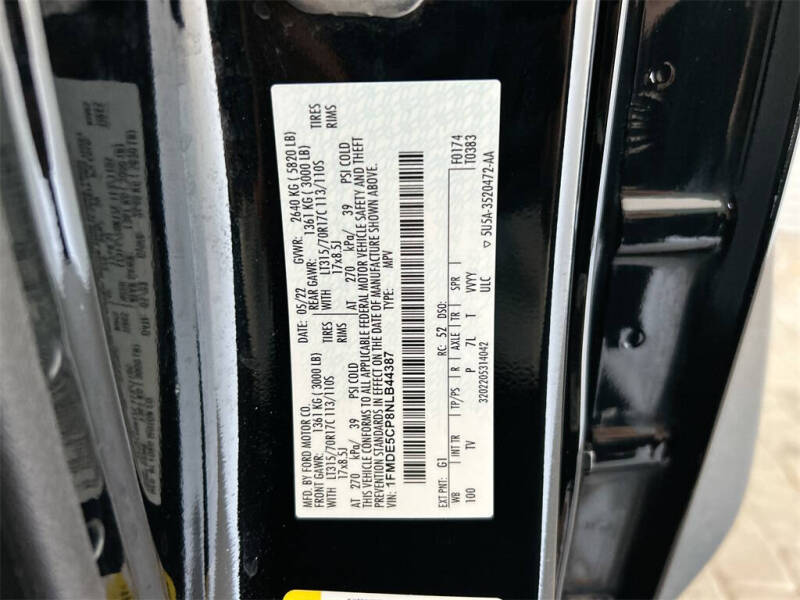 MFD. BY FORD MOTOR CO.
DATE: 05/22 GVWR: 2640 KG ( 5820 LB)
FRONT GAWR: 1361 KG ( 3000 LB) REAR GAWR: 1361 KG ( 3000 LB)
WITH LT315/70R17C 113/110S TIRES WITH LT315/70R17C 113/110S TIRES
17x8.5J RIMS 17x8.5J RIMS
AT 270 kPa/ 39 PSI COLD AT 270 kPa/ 39 PSI COLD
THIS VEHICLE CONFORMS TO ALL APPLICABLE FEDERAL MOTOR VEHICLE SAFETY AND THEFT
PREVENTION STANDARDS IN EFFECT ON THE DATE OF MANUFACTURE SHOWN ABOVE.
VIN: 1FMDE5CP8NLB44387 TYPE: MPV
F0174
T0383
EXT PNT: G1 RC: 52 DSO:
WB INT TR TP/PS R AXLE TR SPR
100 TV P 7L T VVYY
3202205314042 ULC ▽ 5U5A-3520472-AA